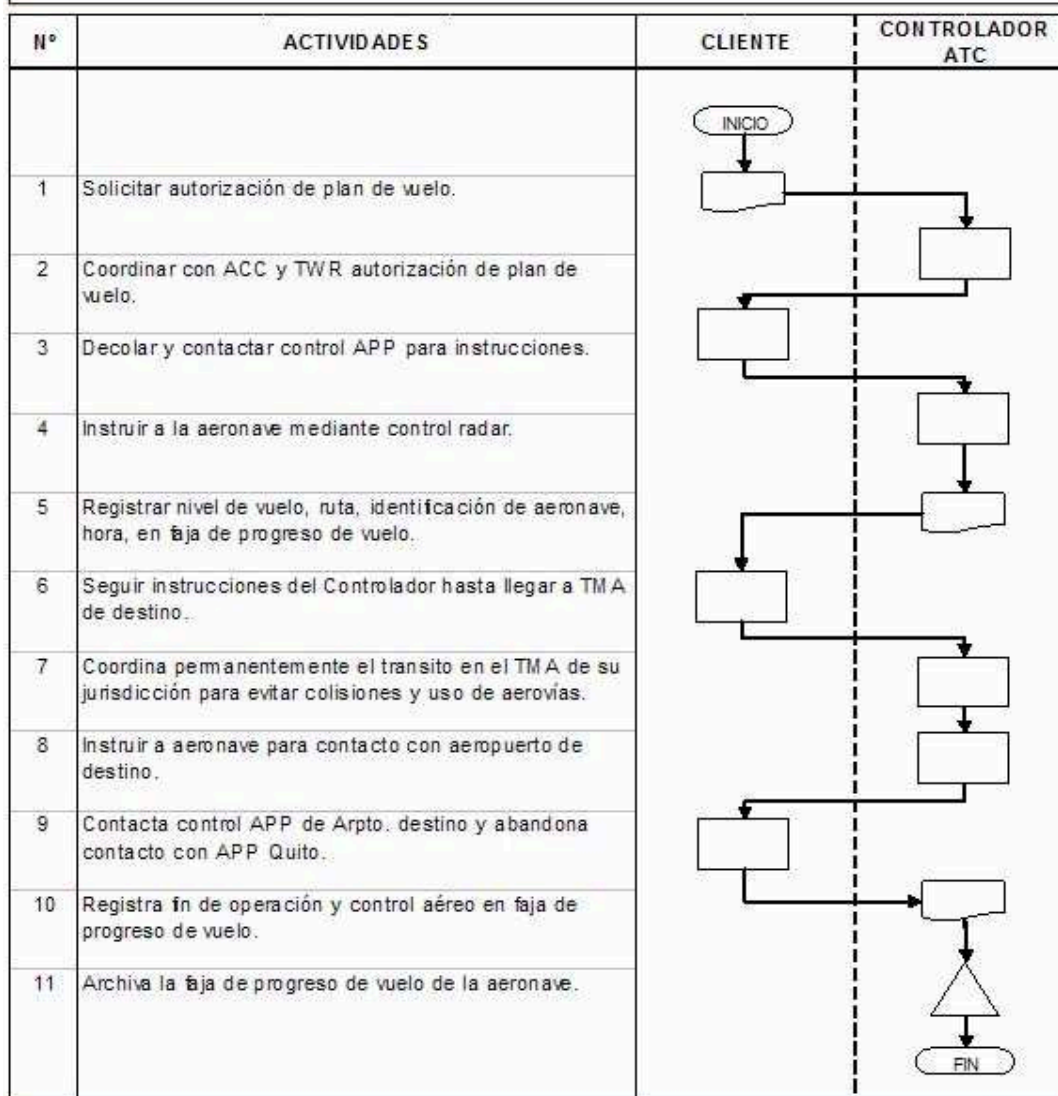 N° ACTIVIDADES CLIENTE CONTROLADOR ATC
INICIO
1 Solicitar autorización de plan de vuelo.
2 Coordinar con ACC y TWR autorización de plan de
vuelo.
3 Decolar y contactar control APP para instrucciones.
4 Instruir a la aeronave mediante control radar.
5 Registrar nivel de vuelo, ruta, identificación de aeronave,
hora, en faja de progreso de vuelo.
6 Seguir instrucciones del Controlador hasta llegar a TMA
de destino.
7 Coordina permanentemente el transito en el TMA de su
jurisdicción para evitar colisiones y uso de aerovías.
8 Instruir a aeronave para contacto con aeropuerto de
destino.
9 Contacta control APP de Arpto. destino y abandona
contacto con APP Quito.
10 Registra fin de operación y control aéreo en faja de
progreso de vuelo.
11 Archiva la faja de progreso de vuelo de la aeronave.
FIN